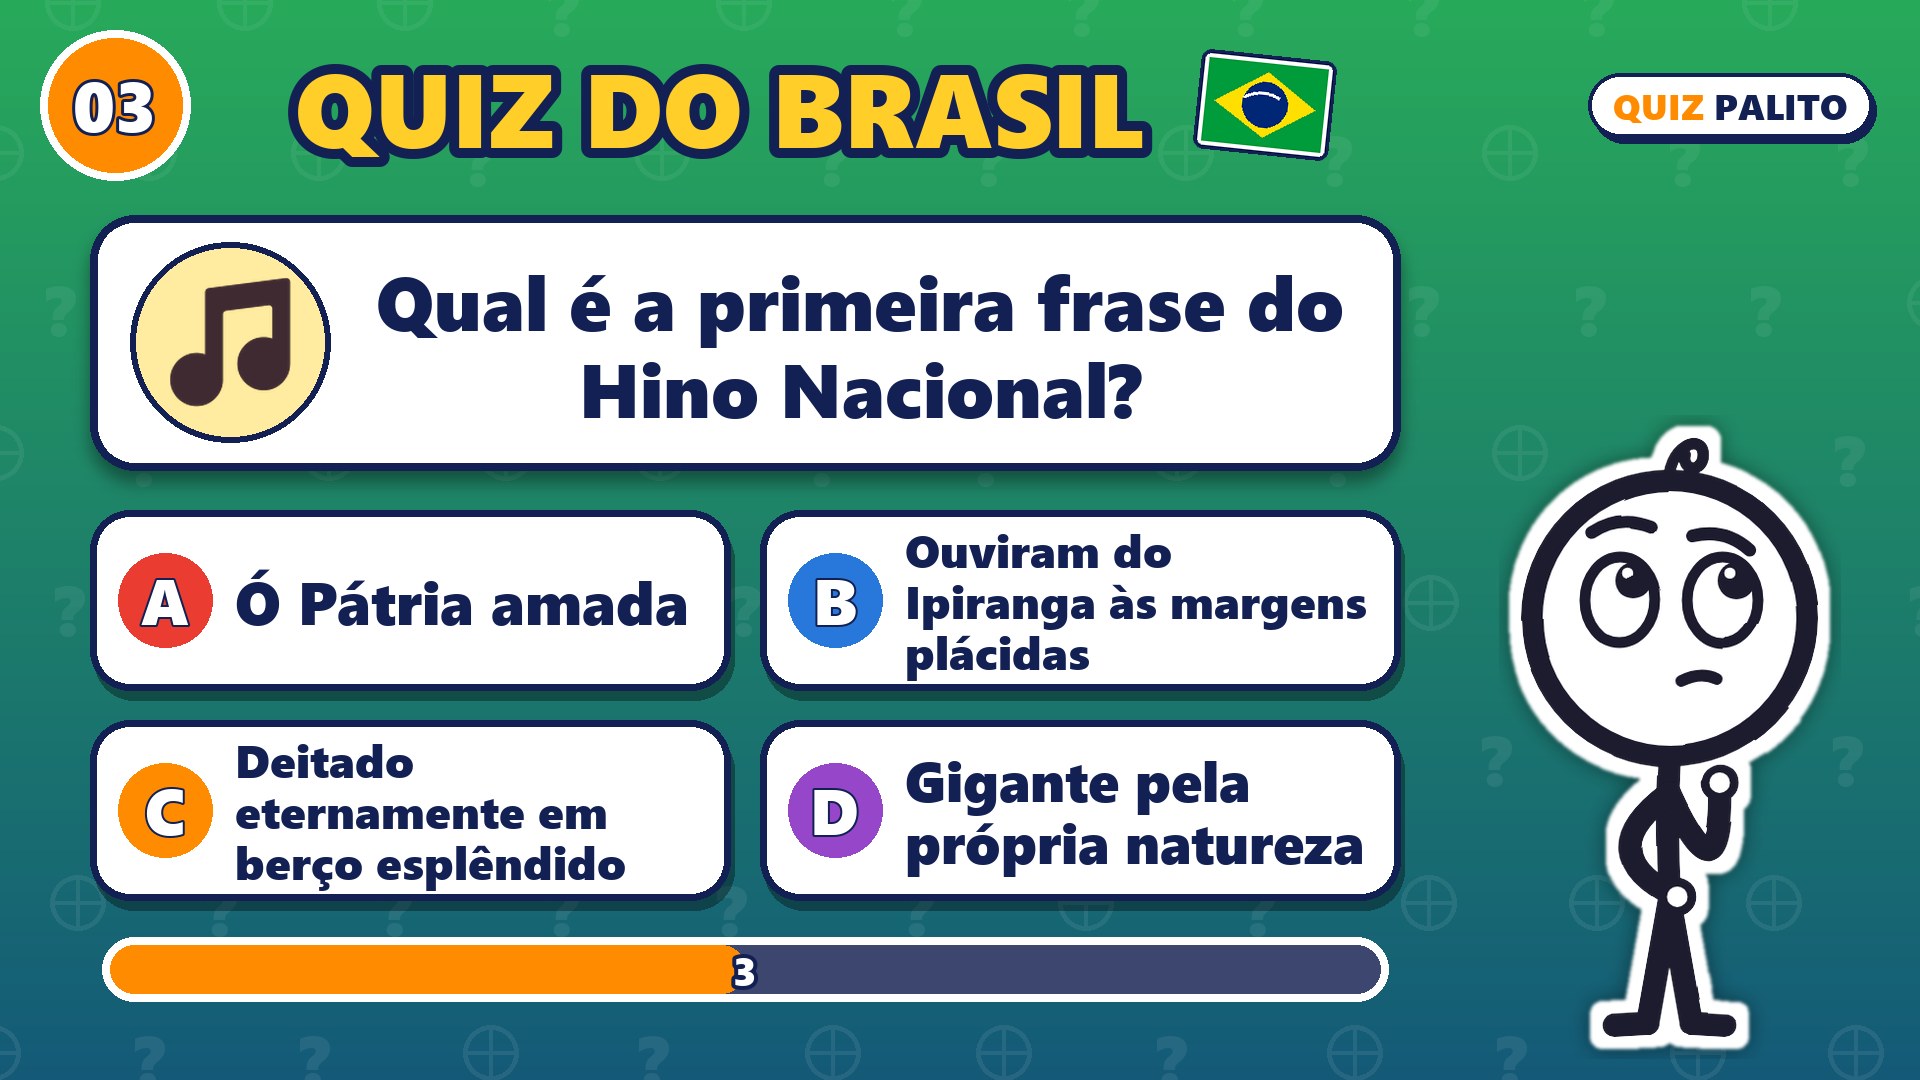 03
QUIZ DO BRASIL
QUIZ PALITO
Qual é a primeira frase do
Hino Nacional?
A
Ó Pátria amada
B
Ouviram do
Ipiranga às margens
plácidas
C
Deitado
eternamente em
berço esplêndido
D
Gigante pela
própria natureza
3